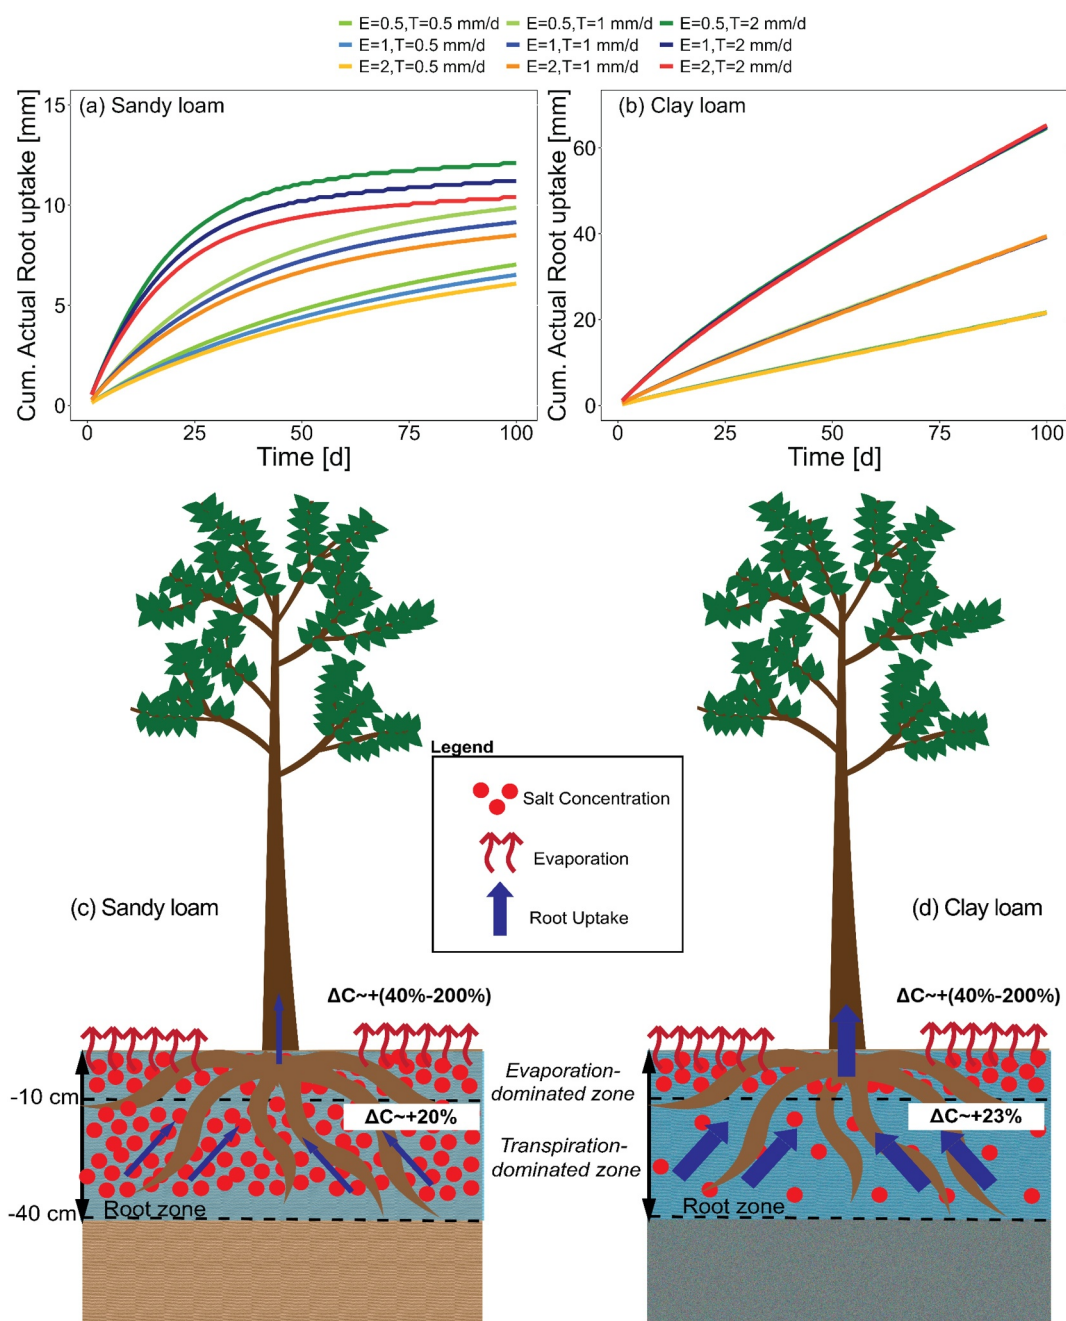 E=0.5,T=0.5 mm/d E=0.5,T=1 mm/d E=0.5,T=2 mm/d
E=1,T=0.5 mm/d E=1,T=1 mm/d E=1,T=2 mm/d
E=2,T=0.5 mm/d E=2,T=1 mm/d E=2,T=2 mm/d
(a) Sandy loam
Cum. Actual Root uptake [mm]
15
10
5
0
0 25 50 75 100
Time [d]
(b) Clay loam
Cum. Actual Root uptake [mm]
60
40
20
0
0 25 50 75 100
Time [d]
Legend
Salt Concentration
Evaporation
Root Uptake
(c) Sandy loam
(d) Clay loam
ΔC~+(40%-200%)
ΔC~+(40%-200%)
Evaporation-
dominated zone
-10 cm
ΔC~+20%
ΔC~+23%
Transpiration-
dominated zone
-40 cm
Root zone
Root zone